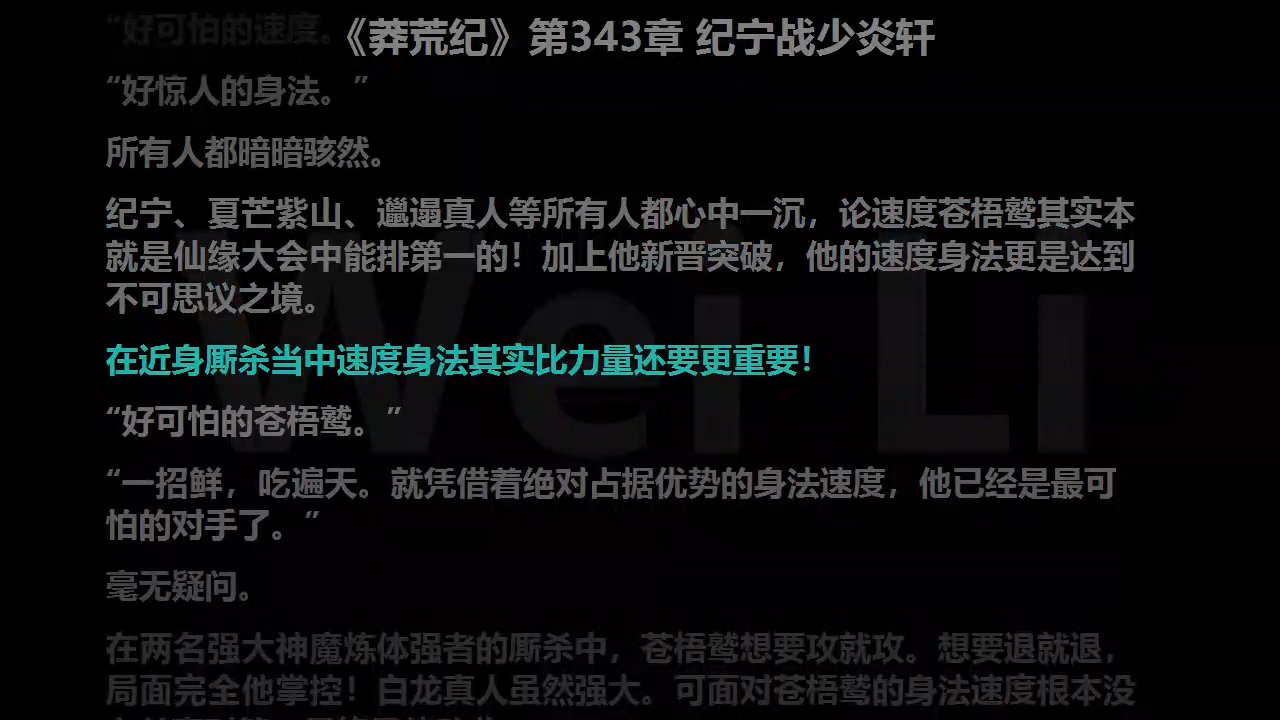 “好可怕的速度。
《莽荒纪》第343章 纪宁战少炎轩
“好惊人的身法。”
所有人都暗暗骇然。
纪宁、夏芒紫山、邋遢真人等所有人都心中一沉，论速度苍梧鹫其实本
就是仙缘大会中能排第一的！加上他新晋突破，他的速度身法更是达到
不可思议之境。
在近身厮杀当中速度身法其实比力量还要更重要！
“好可怕的苍梧鹫。”
“一招鲜，吃遍天。就凭借着绝对占据优势的身法速度，他已经是最可
怕的对手了。”
毫无疑问。
在两名强大神魔炼体强者的厮杀中，苍梧鹫想要攻就攻。想要退就退，
局面完全他掌控！白龙真人虽然强大。可面对苍梧鹫的身法速度根本没
Wei Li